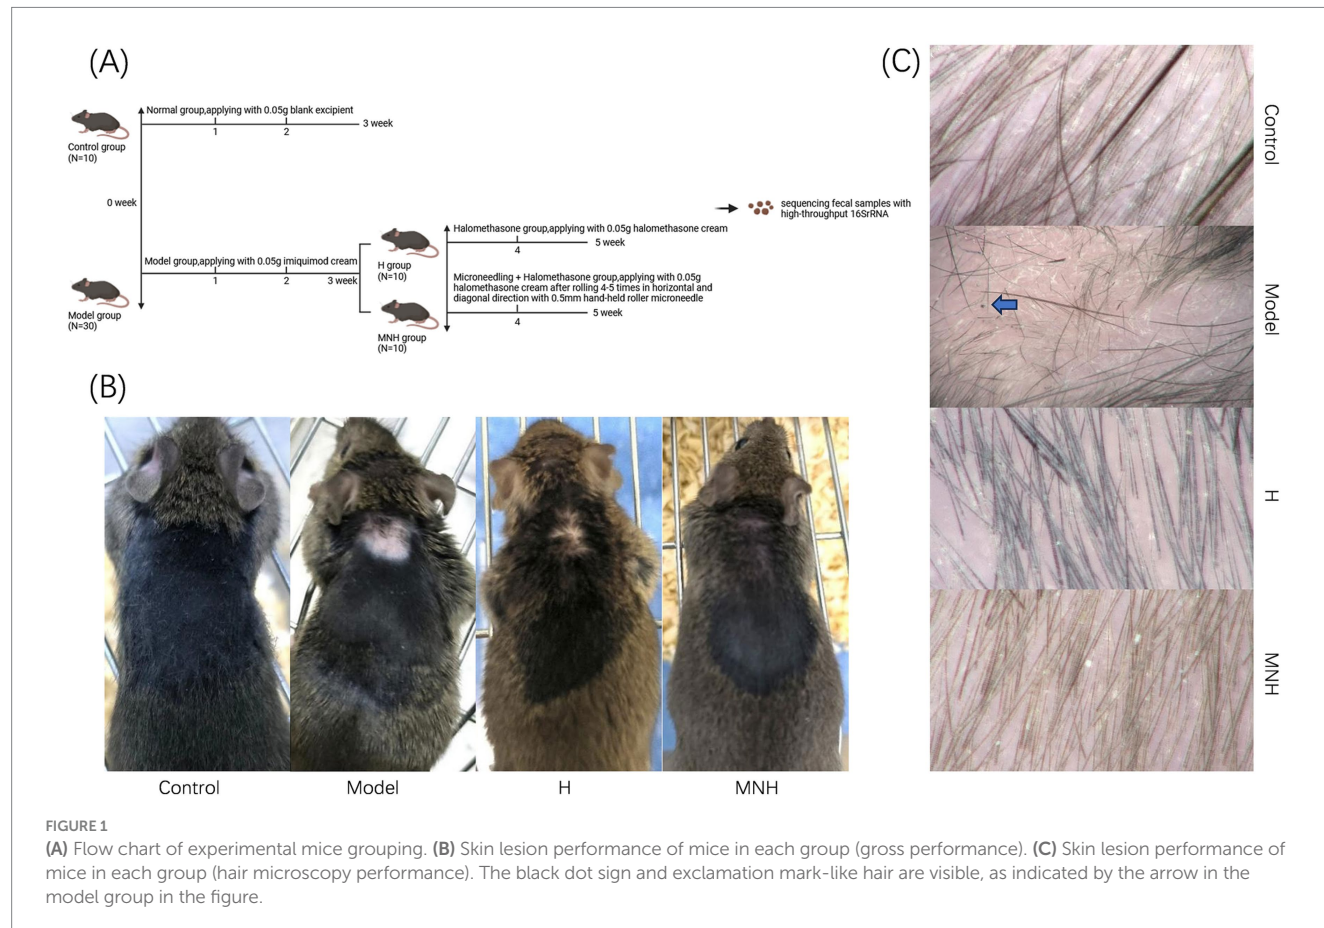 (A)
Normal group,applying with 0.05g blank excipient
1
2
3 week
Control group
(N=10)
0 week
Model group,applying with 0.05g imiquimod cream
1
2
3 week
Model group
(N=30)
H group
(N=10)
Halomethasone group,applying with 0.05g halomethasone cream
4
5 week
Microneedling + Halomethasone group,applying with 0.05g
halomethasone cream after rolling 4-5 times in horizontal and
diagonal direction with 0.5mm hand-held roller microneedle
4
5 week
MNH group
(N=10)
sequencing fecal samples with
high-throughput 16SrRNA
(B)
Control
Model
H
MNH
(C)
Control
Model
H
MNH
FIGURE 1
(A) Flow chart of experimental mice grouping. (B) Skin lesion performance of mice in each group (gross performance). (C) Skin lesion performance of
mice in each group (hair microscopy performance). The black dot sign and exclamation mark-like hair are visible, as indicated by the arrow in the
model group in the figure.